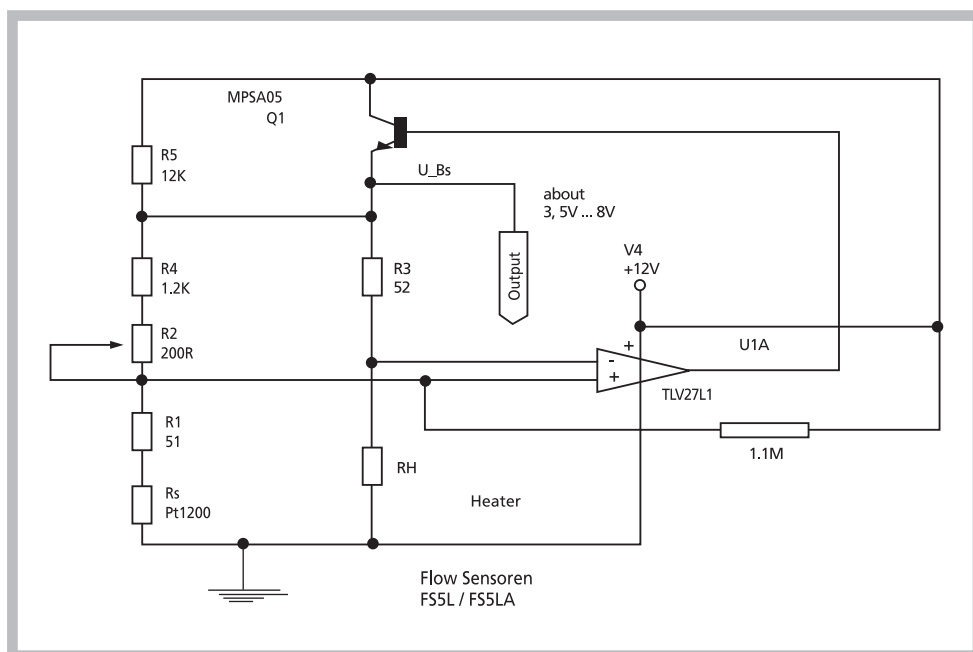 MPSA05
Q1
R5
12K
U_Bs
about
3, 5V ... 8V
Output
R4
1.2K
R3
52
V4
+12V
R2
200R
+
U1A
-
+
TLV27L1
R1
51
1.1M
RH
Rs
Pt1200
Heater
Flow Sensoren
FS5L / FS5LA